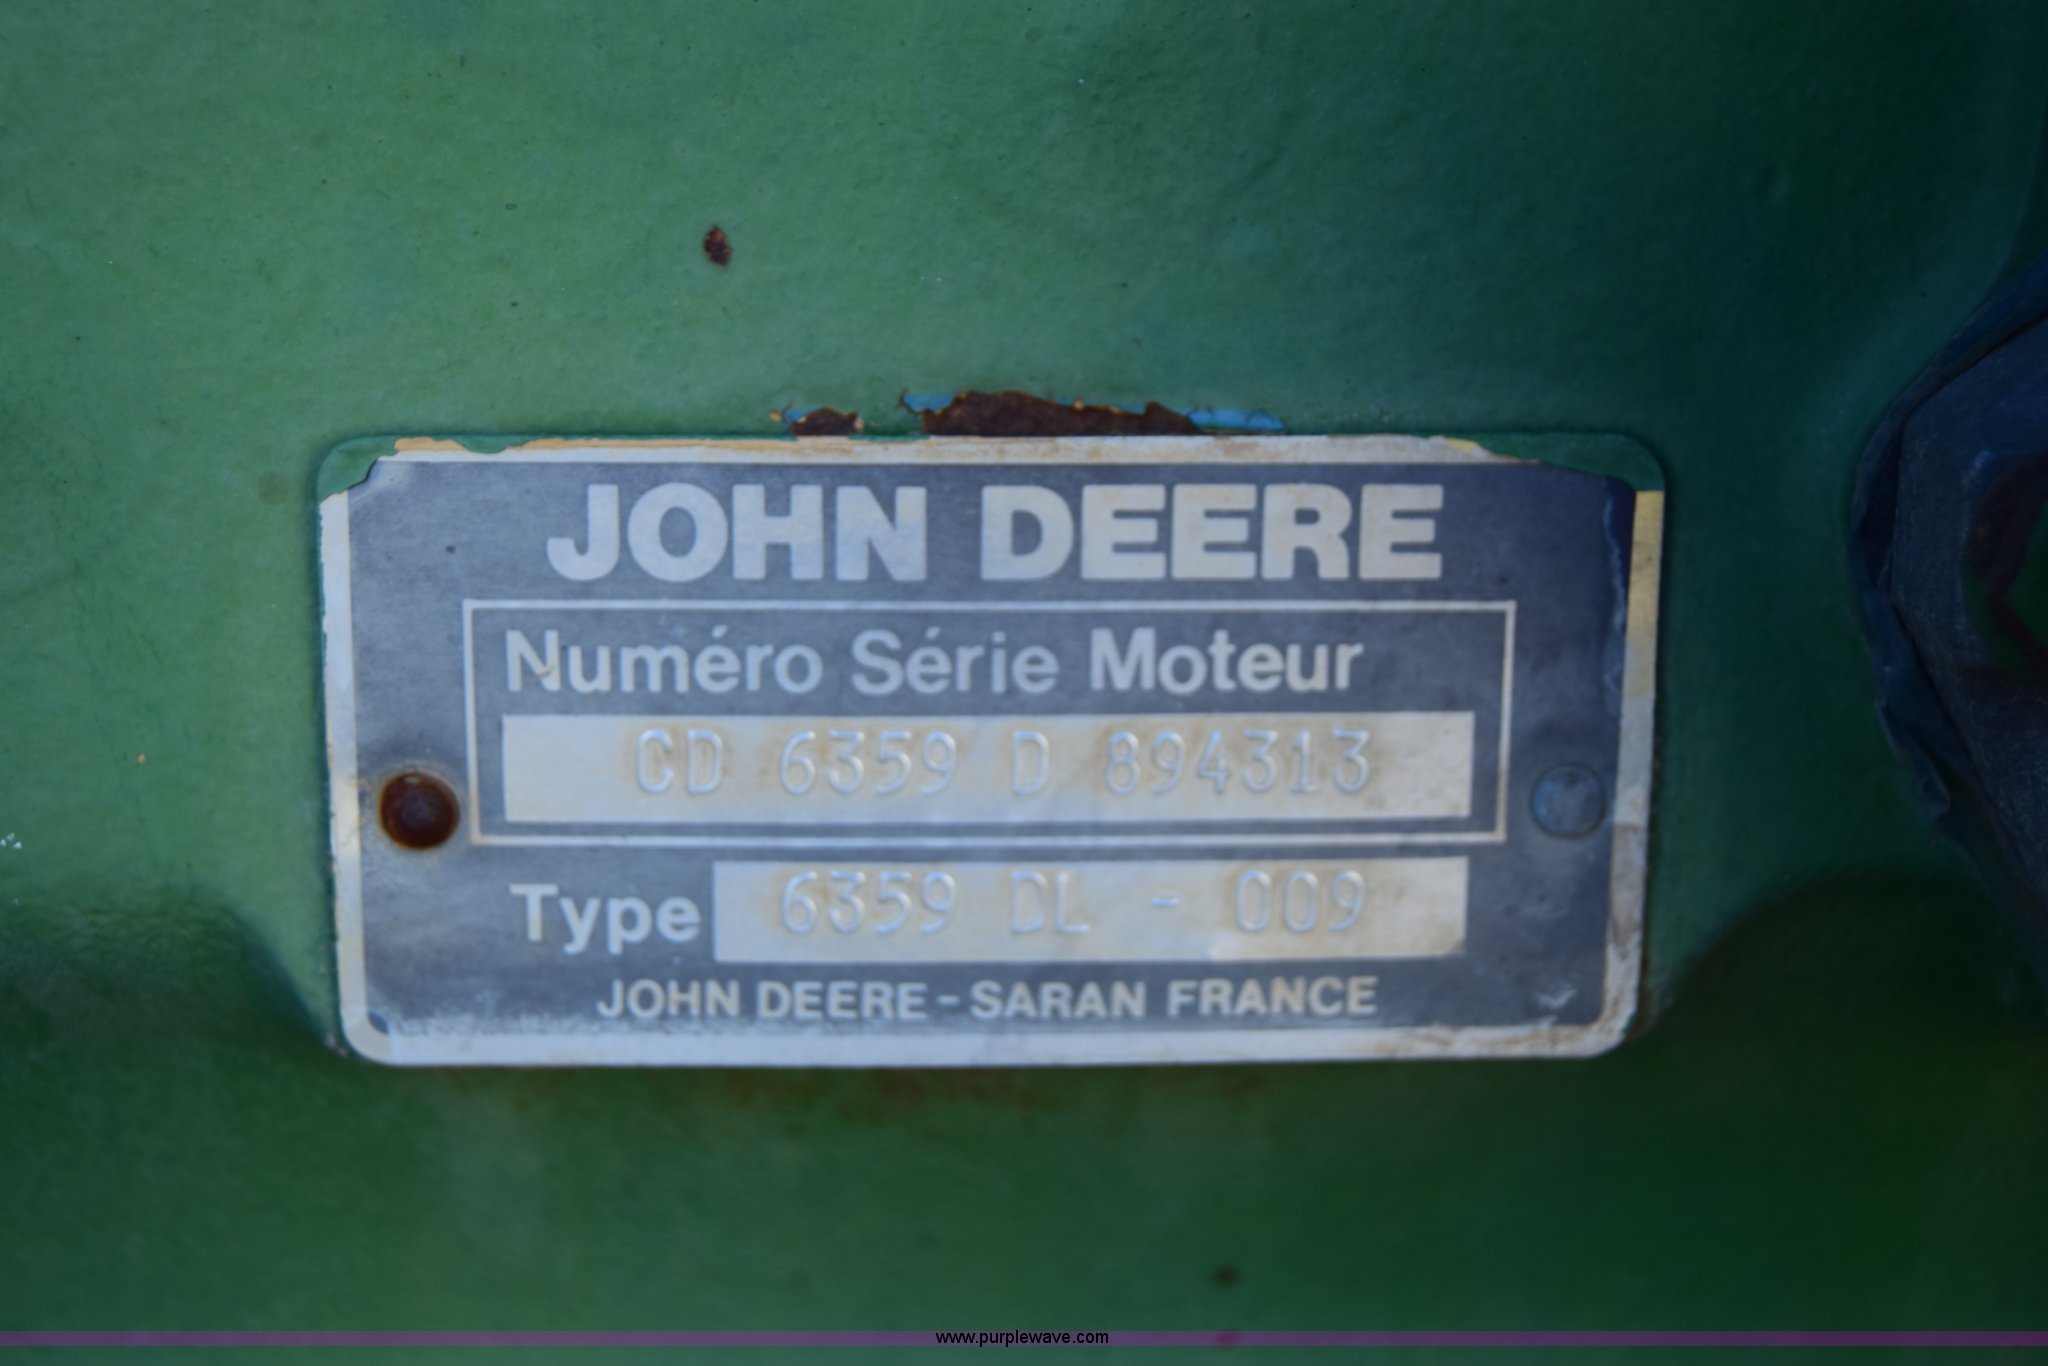 JOHN DEERE
Numéro Série Moteur
CD 6359 D 894313
Type 6359 DL - 009
JOHN DEERE - SARAN FRANCE
www.purplewave.com